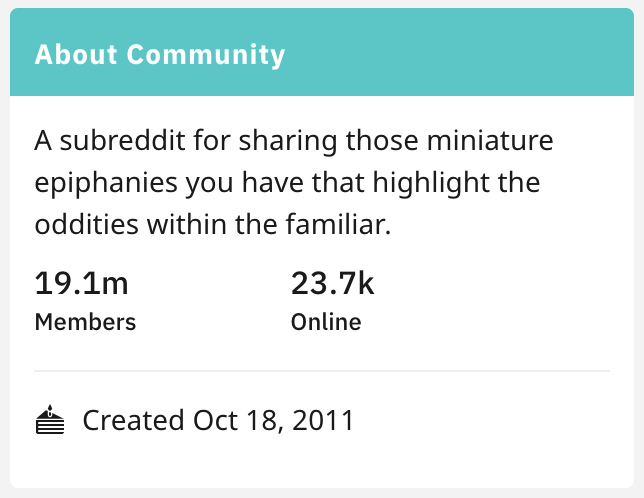 About Community
A subreddit for sharing those miniature
epiphanies you have that highlight the
oddities within the familiar.
19.1m 23.7k
Members Online
Created Oct 18, 2011